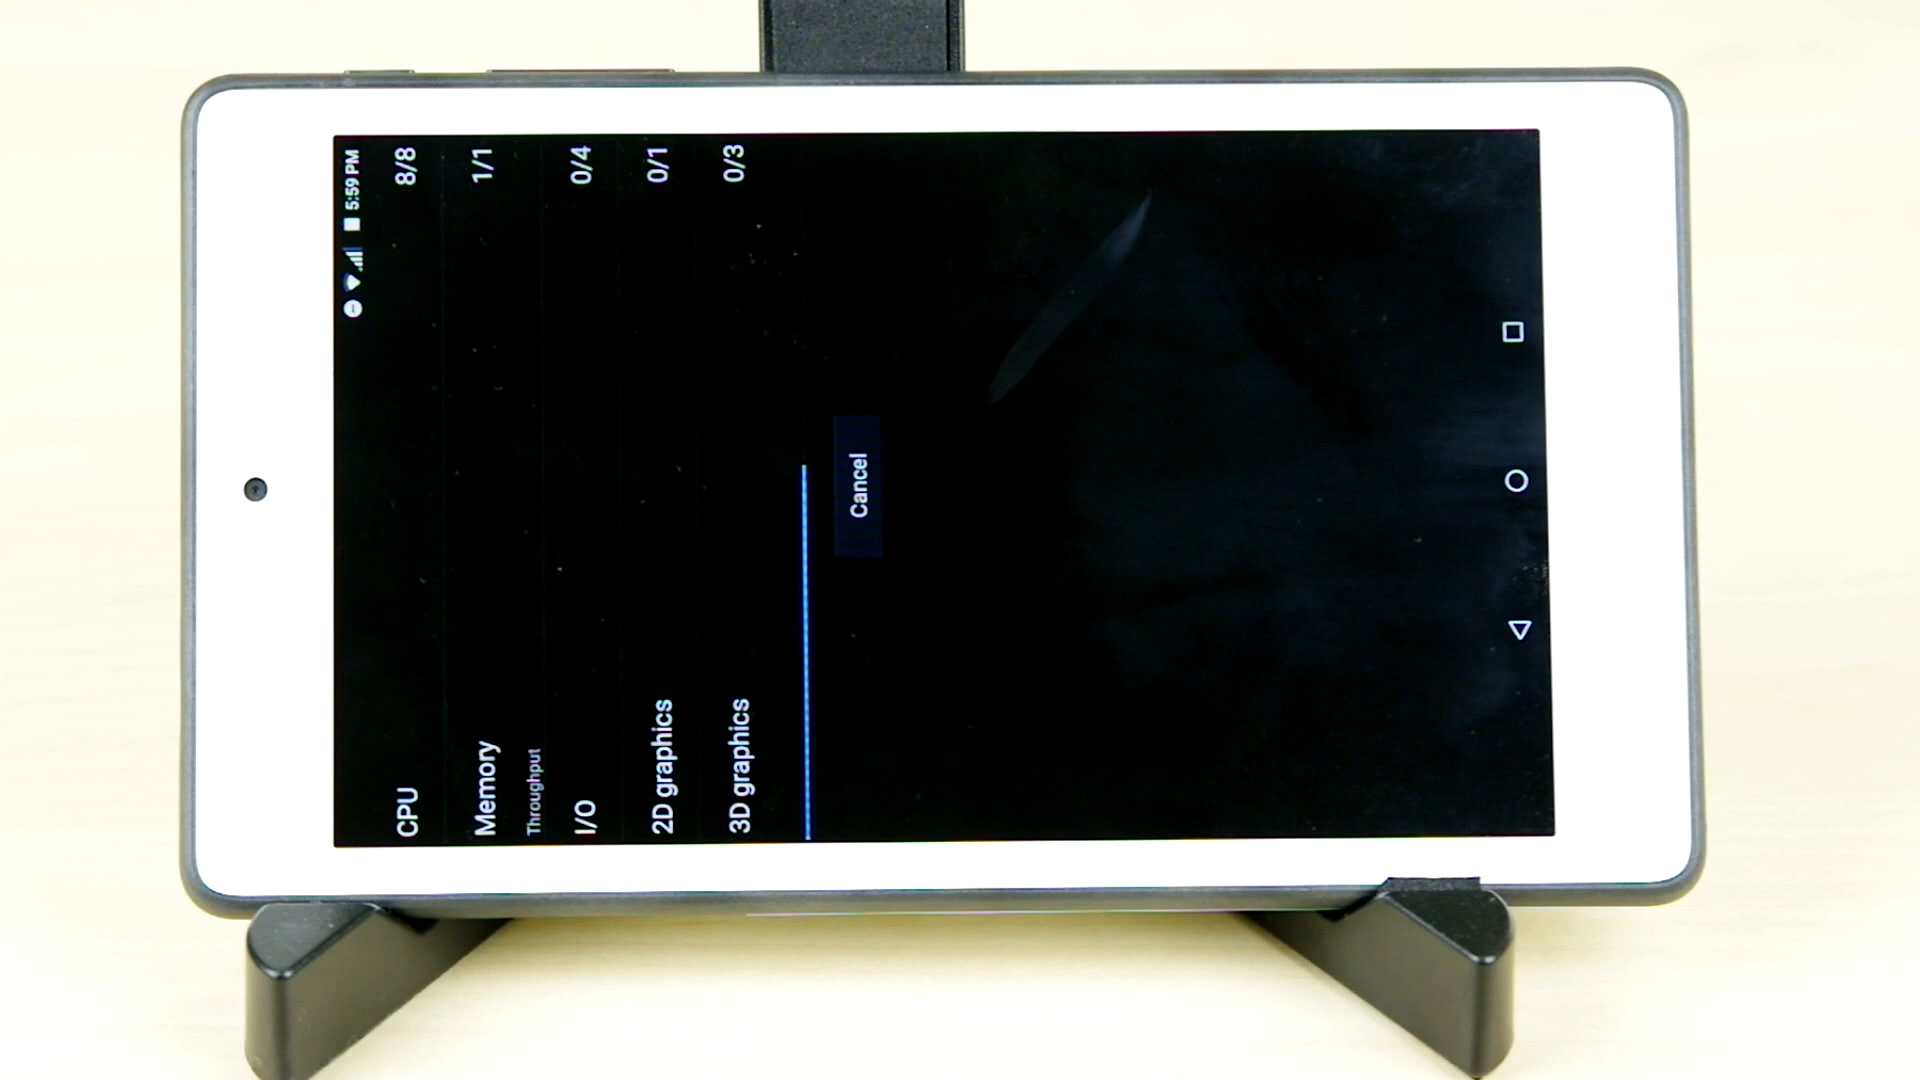 5:59 PM
CPU 8/8
Memory 1/1
Throughput
I/O 0/4
2D graphics 0/1
3D graphics 0/3
Cancel